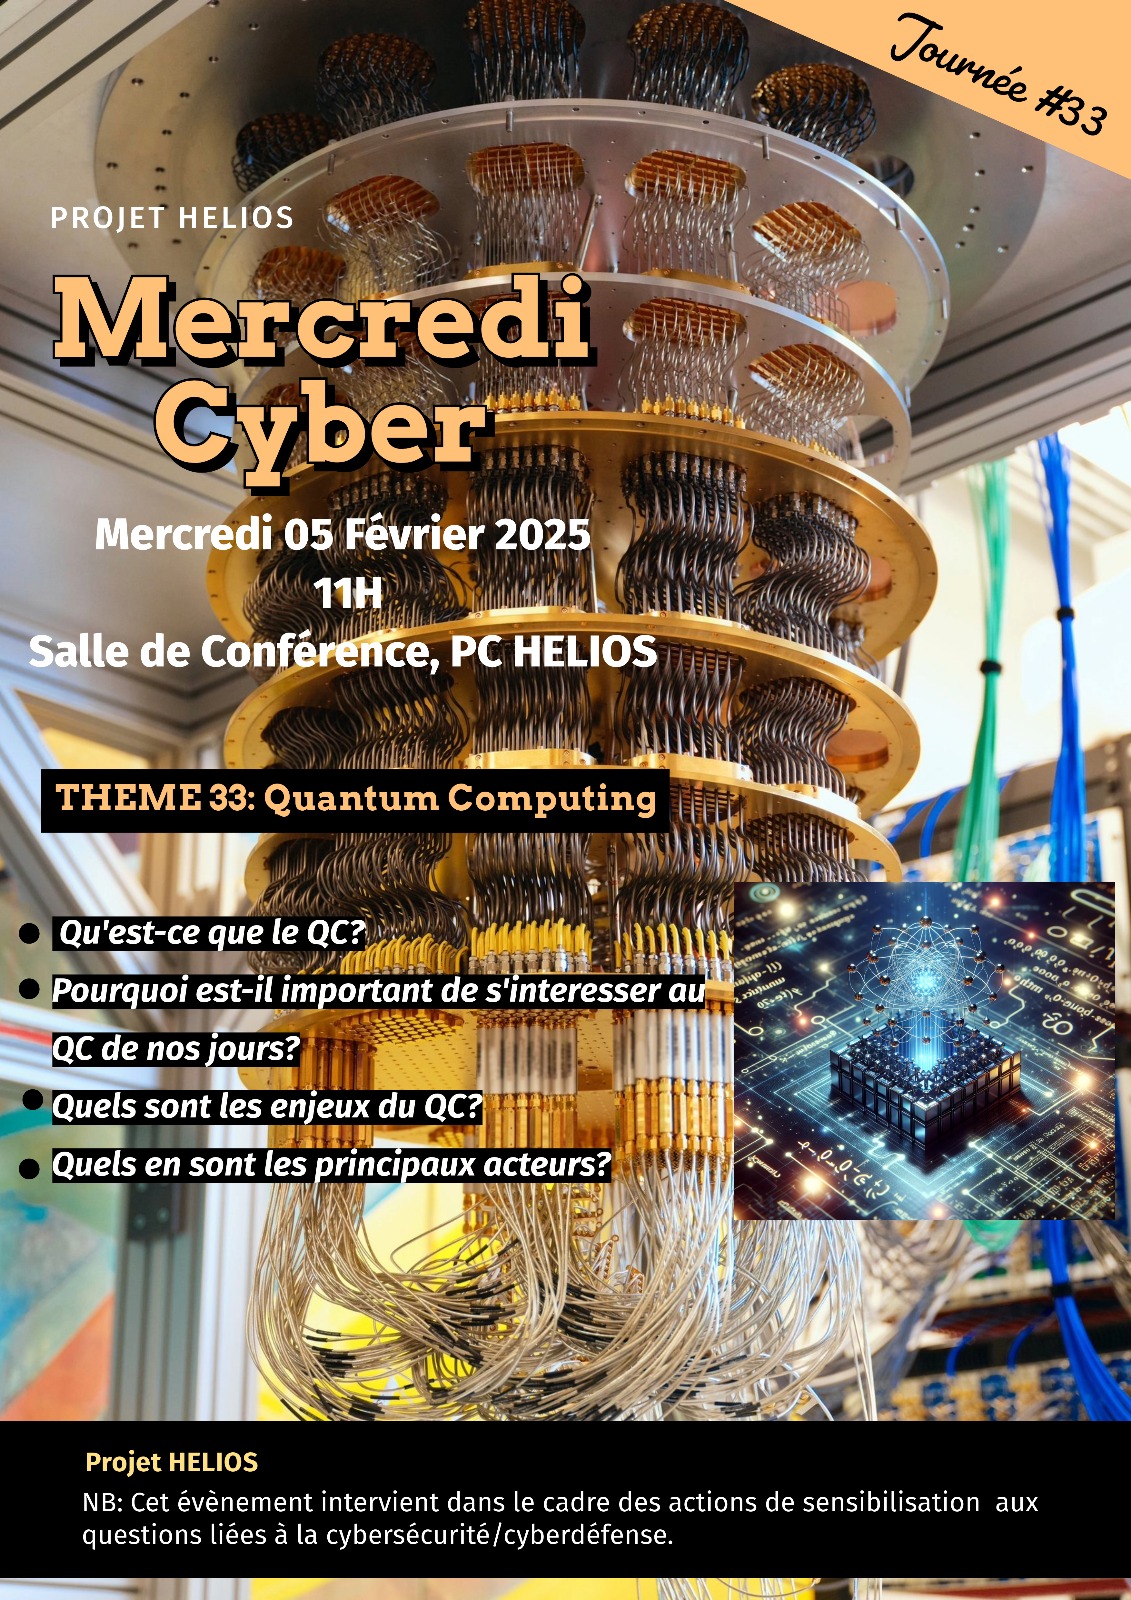 Journée #33
PROJET HELIOS
Mercredi
Cyber
Mercredi 05 Février 2025
11H
Salle de Conférence, PC HELIOS
THEME 33: Quantum Computing
Qu'est-ce que le QC?
Pourquoi est-il important de s'interesser au
QC de nos jours?
Quels sont les enjeux du QC?
Quels en sont les principaux acteurs?
Projet HELIOS
NB: Cet évènement intervient dans le cadre des actions de sensibilisation aux
questions liées à la cybersécurité/cyberdéfense.